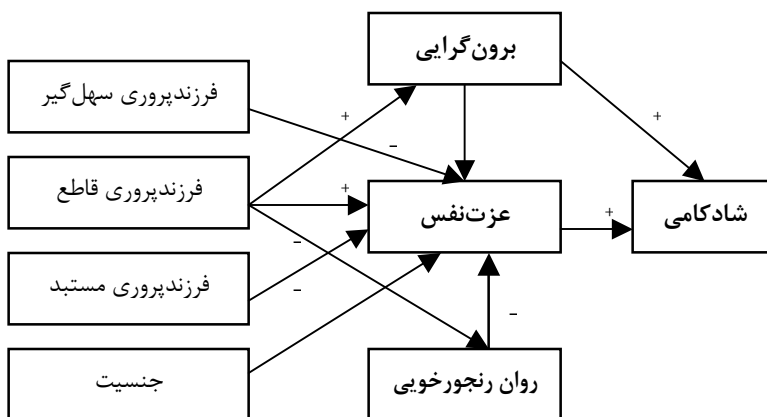 برون‌گرایی
فرزندپروری سهل‌گیر
+
+
–
فرزندپروری قاطع
+
عزت‌نفس
شادکامی
+
–
فرزندپروری مستبد
–
–
جنسیت
روان رنجورخویی